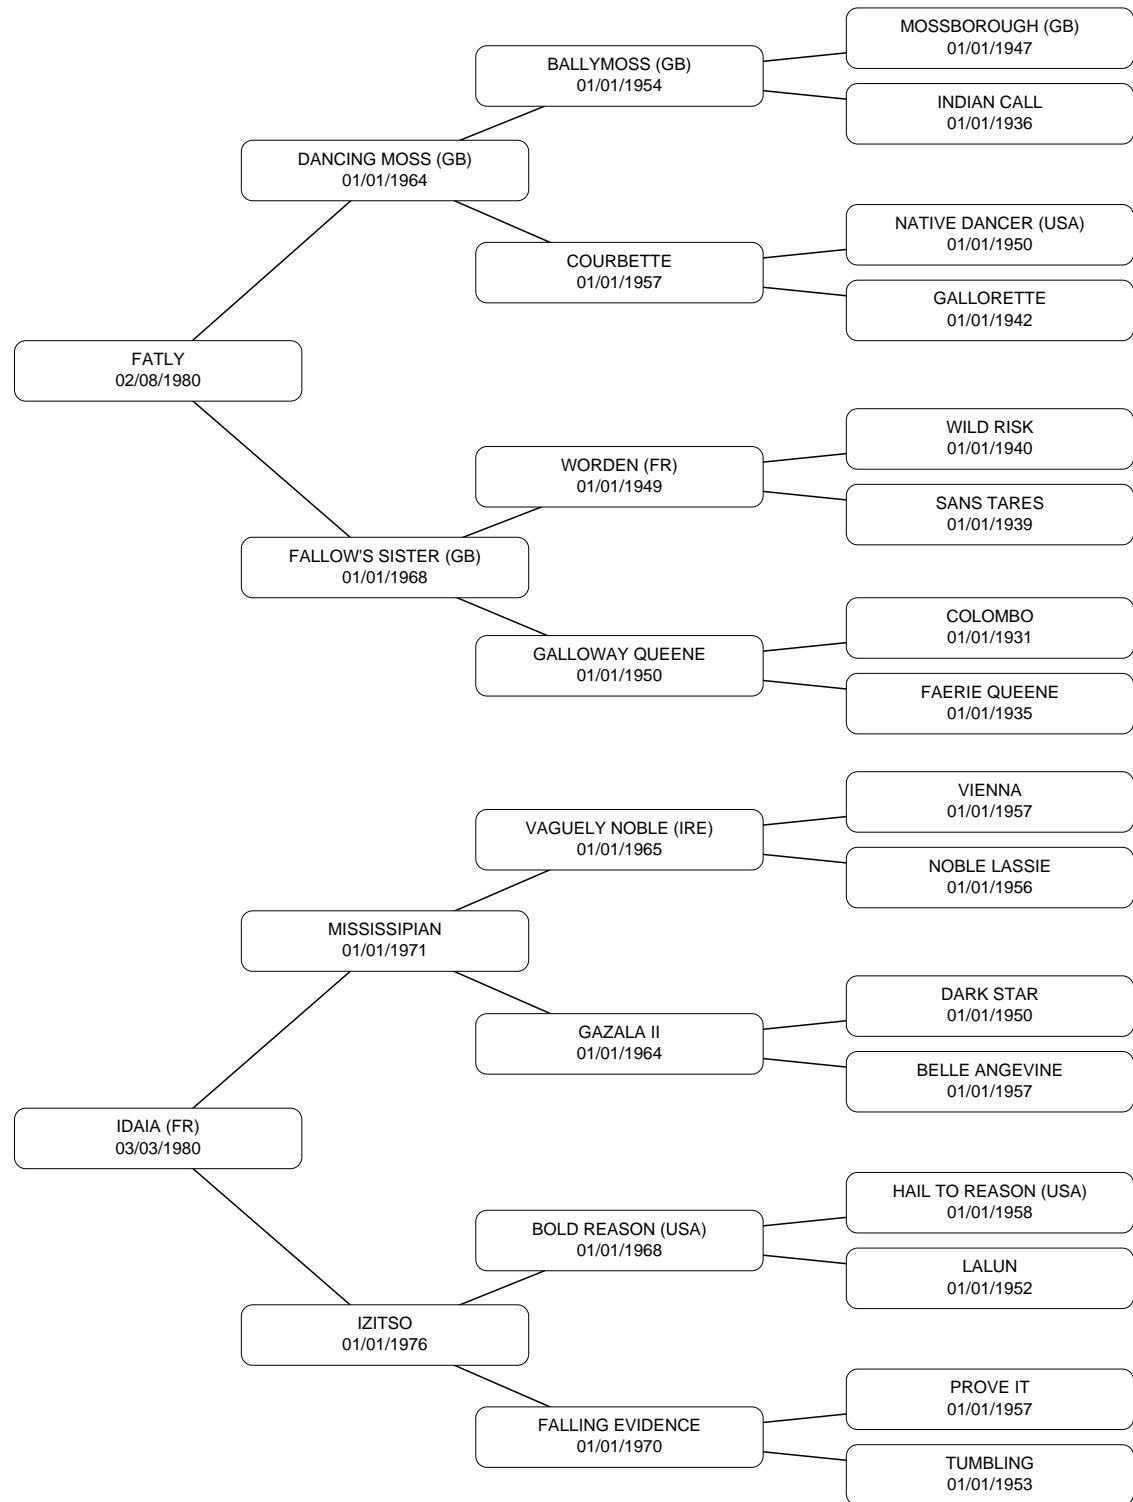 MOSSBOROUGH (GB)
01/01/1947
BALLYMOSS (GB)
01/01/1954
INDIAN CALL
01/01/1936
DANCING MOSS (GB)
01/01/1964
NATIVE DANCER (USA)
01/01/1950
COURBETTE
01/01/1957
GALLORETTE
01/01/1942
FATLY
02/08/1980
WILD RISK
01/01/1940
WORDEN (FR)
01/01/1949
SANS TARES
01/01/1939
FALLOW'S SISTER (GB)
01/01/1968
COLOMBO
01/01/1931
GALLOWAY QUEENE
01/01/1950
FAERIE QUEENE
01/01/1935
VIENNA
01/01/1957
VAGUELY NOBLE (IRE)
01/01/1965
NOBLE LASSIE
01/01/1956
MISSISSIPIAN
01/01/1971
DARK STAR
01/01/1950
GAZALA II
01/01/1964
BELLE ANGEVINE
01/01/1957
IDAIA (FR)
03/03/1980
HAIL TO REASON (USA)
01/01/1958
BOLD REASON (USA)
01/01/1968
LALUN
01/01/1952
IZITSO
01/01/1976
PROVE IT
01/01/1957
FALLING EVIDENCE
01/01/1970
TUMBLING
01/01/1953